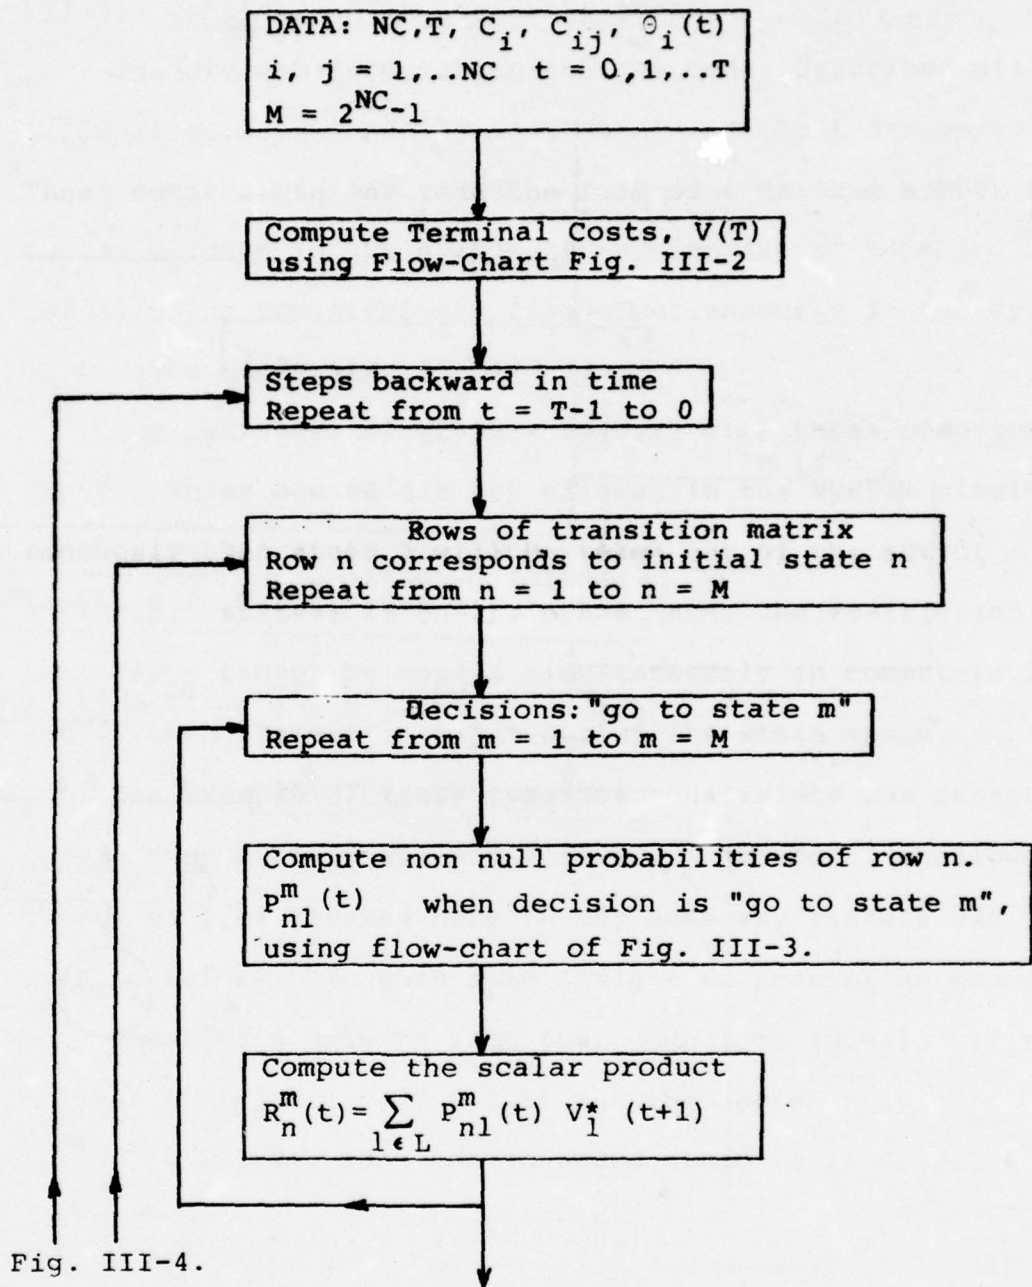 DATA: NC,T, C_i, C_ij, Θ_i(t)
i, j = 1,..NC t = 0,1,..T
M = 2^NC-1
Compute Terminal Costs, V(T)
using Flow-Chart Fig. III-2
Steps backward in time
Repeat from t = T-1 to 0
Rows of transition matrix
Row n corresponds to initial state n
Repeat from n = 1 to n = M
Decisions: "go to state m"
Repeat from m = 1 to m = M
Compute non null probabilities of row n.
P^m_nl (t) when decision is "go to state m",
using flow-chart of Fig. III-3.
Compute the scalar product
R^m_n(t)= ∑ P^m_nl(t) V*_l (t+1)
l ϵ L
Fig. III-4.